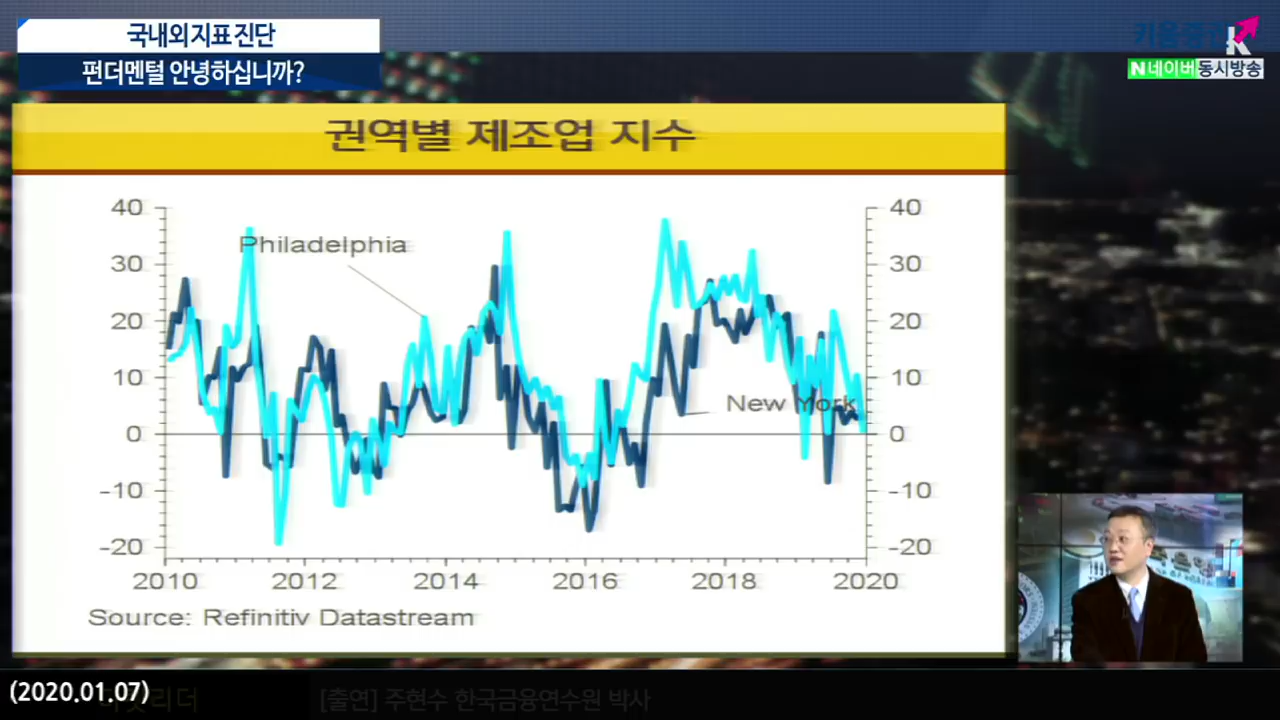 국내외지표진단
펀더멘털 안녕하십니까?
키움증권
K
N네이버 동시방송
권역별 제조업 지수
40
40
Philadelphia
30
30
20
20
10
10
New York
0
0
-10
-10
-20
-20
2010
2012
2014
2016
2018
2020
Source: Refinitiv Datastream
(2020.01.07)
[출연] 주현수 한국금융연수원 박사